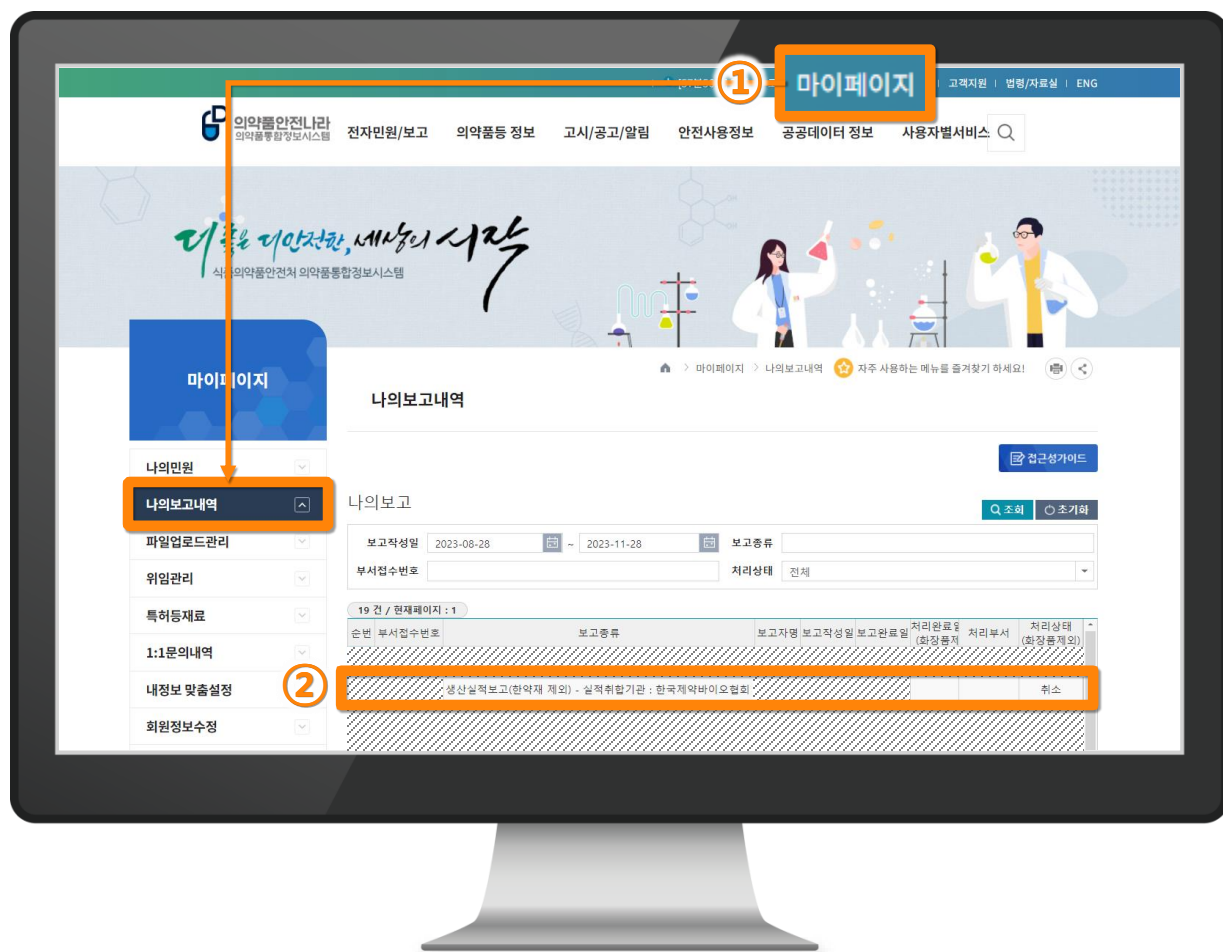 ① 마이페이지
고객지원 | 법령/자료실 | ENG
의약품안전나라
의약품통합정보시스템
전자민원/보고 의약품등 정보 고시/공고/알림 안전사용정보 공공데이터 정보 사용자별서비스
더 좋은 더 안전한, 세상의 시작
식품의약품안전처 의약품통합정보시스템
마이페이지
마이페이지 > 나의보고내역 자주 사용하는 메뉴를 즐겨찾기 하세요!
나의보고내역
접근성가이드
나의민원
나의보고내역
파일업로드관리
위임관리
특허등재료
1:1문의내역
내정보 맞춤설정
회원정보수정
나의보고
조회 초기화
보고작성일 2023-08-28 ~ 2023-11-28 보고종류
부서접수번호 처리상태 전체
19 건 / 현재페이지 : 1
순번 부서접수번호 보고종류 보고자명 보고작성일 보고완료일 처리완료일 (화장품제 처리부서 처리상태 (화장품제외)
② 생산실적보고(한약재 제외) - 실적취합기관 : 한국제약바이오협회 취소